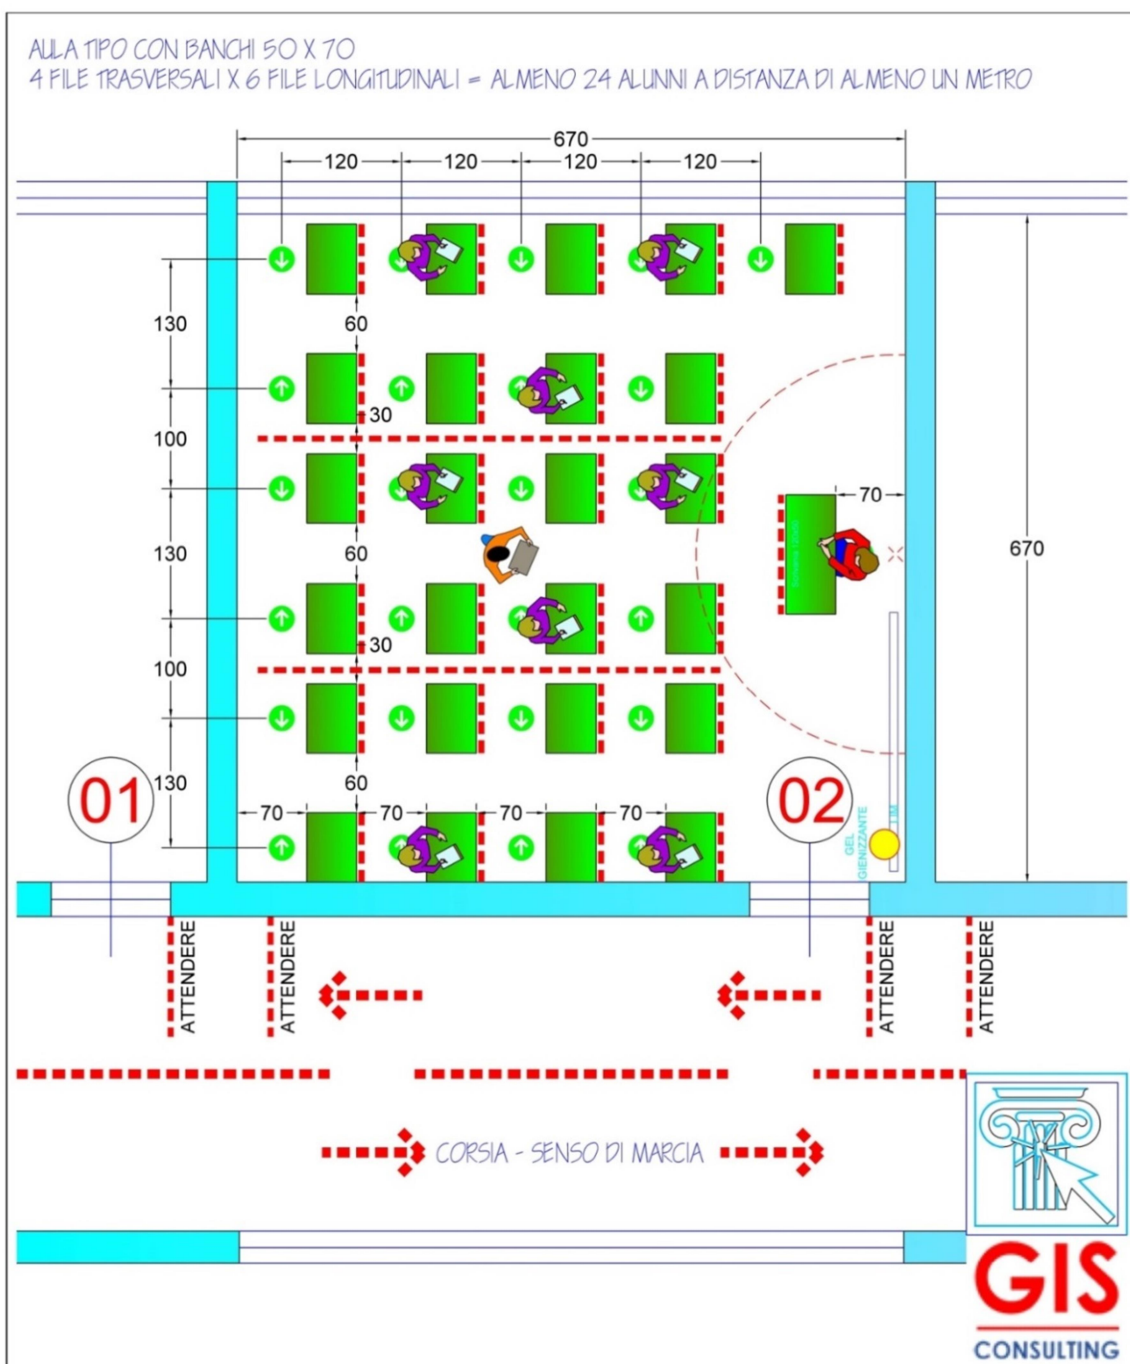 AULA TIPO CON BANCHI 50 X 70
4 FILE TRASVERSALI X 6 FILE LONGITUDINALI = ALMENO 24 ALUNNI A DISTANZA DI ALMENO UN METRO
670
120 120 120 120
130
60
30
100
130
60
70
670
30
100
130
60
70 70 70 70
01
02
GEL
IGIENIZZANTE
LIM
ATTENDERE
ATTENDERE
ATTENDERE
ATTENDERE
CORSIA - SENSO DI MARCIA
GIS
CONSULTING